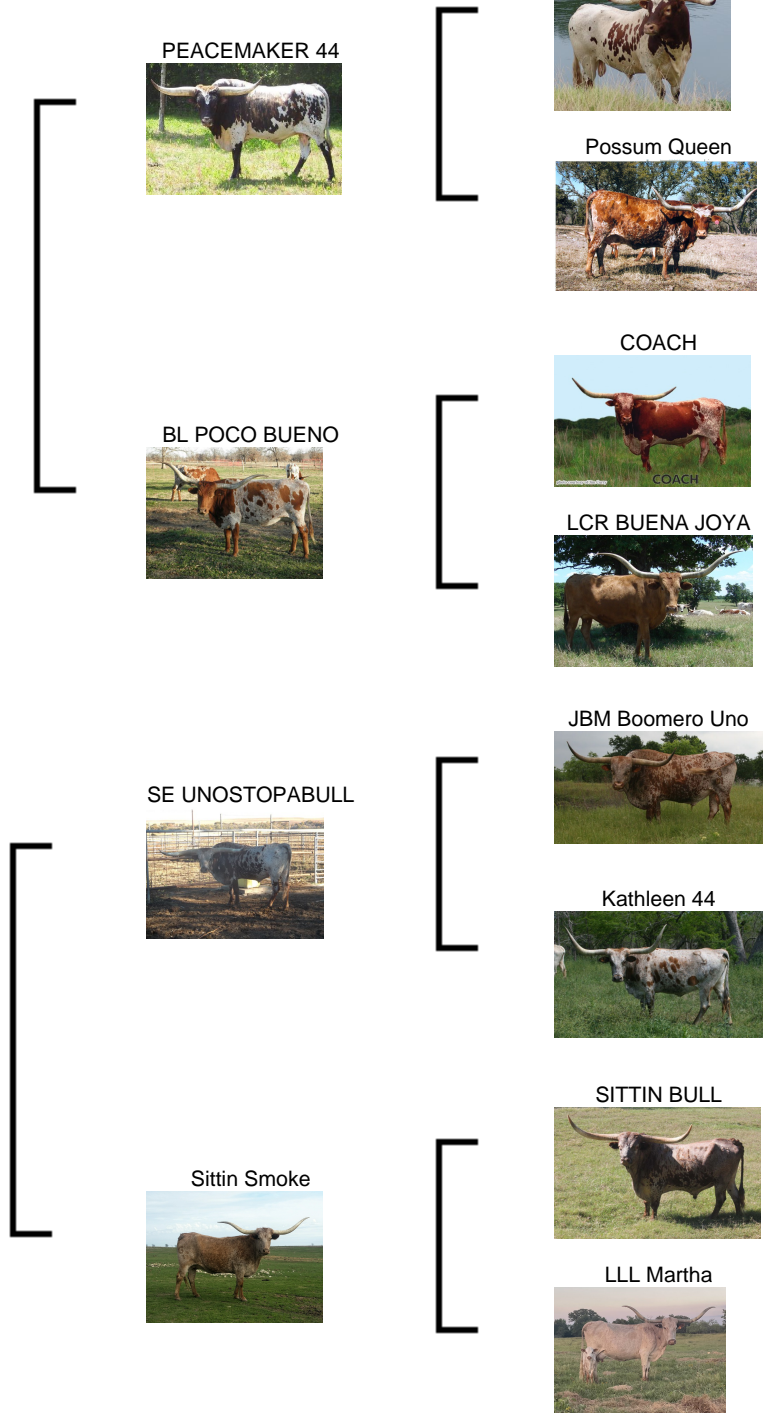 PEACEMAKER 44
Possum Queen
COACH
COACH
BL POCO BUENO
LCR BUENA JOYA
JBM Boomero Uno
SE UNOSTOPABULL
Kathleen 44
SITTIN BULL
Sittin Smoke
LLL Martha